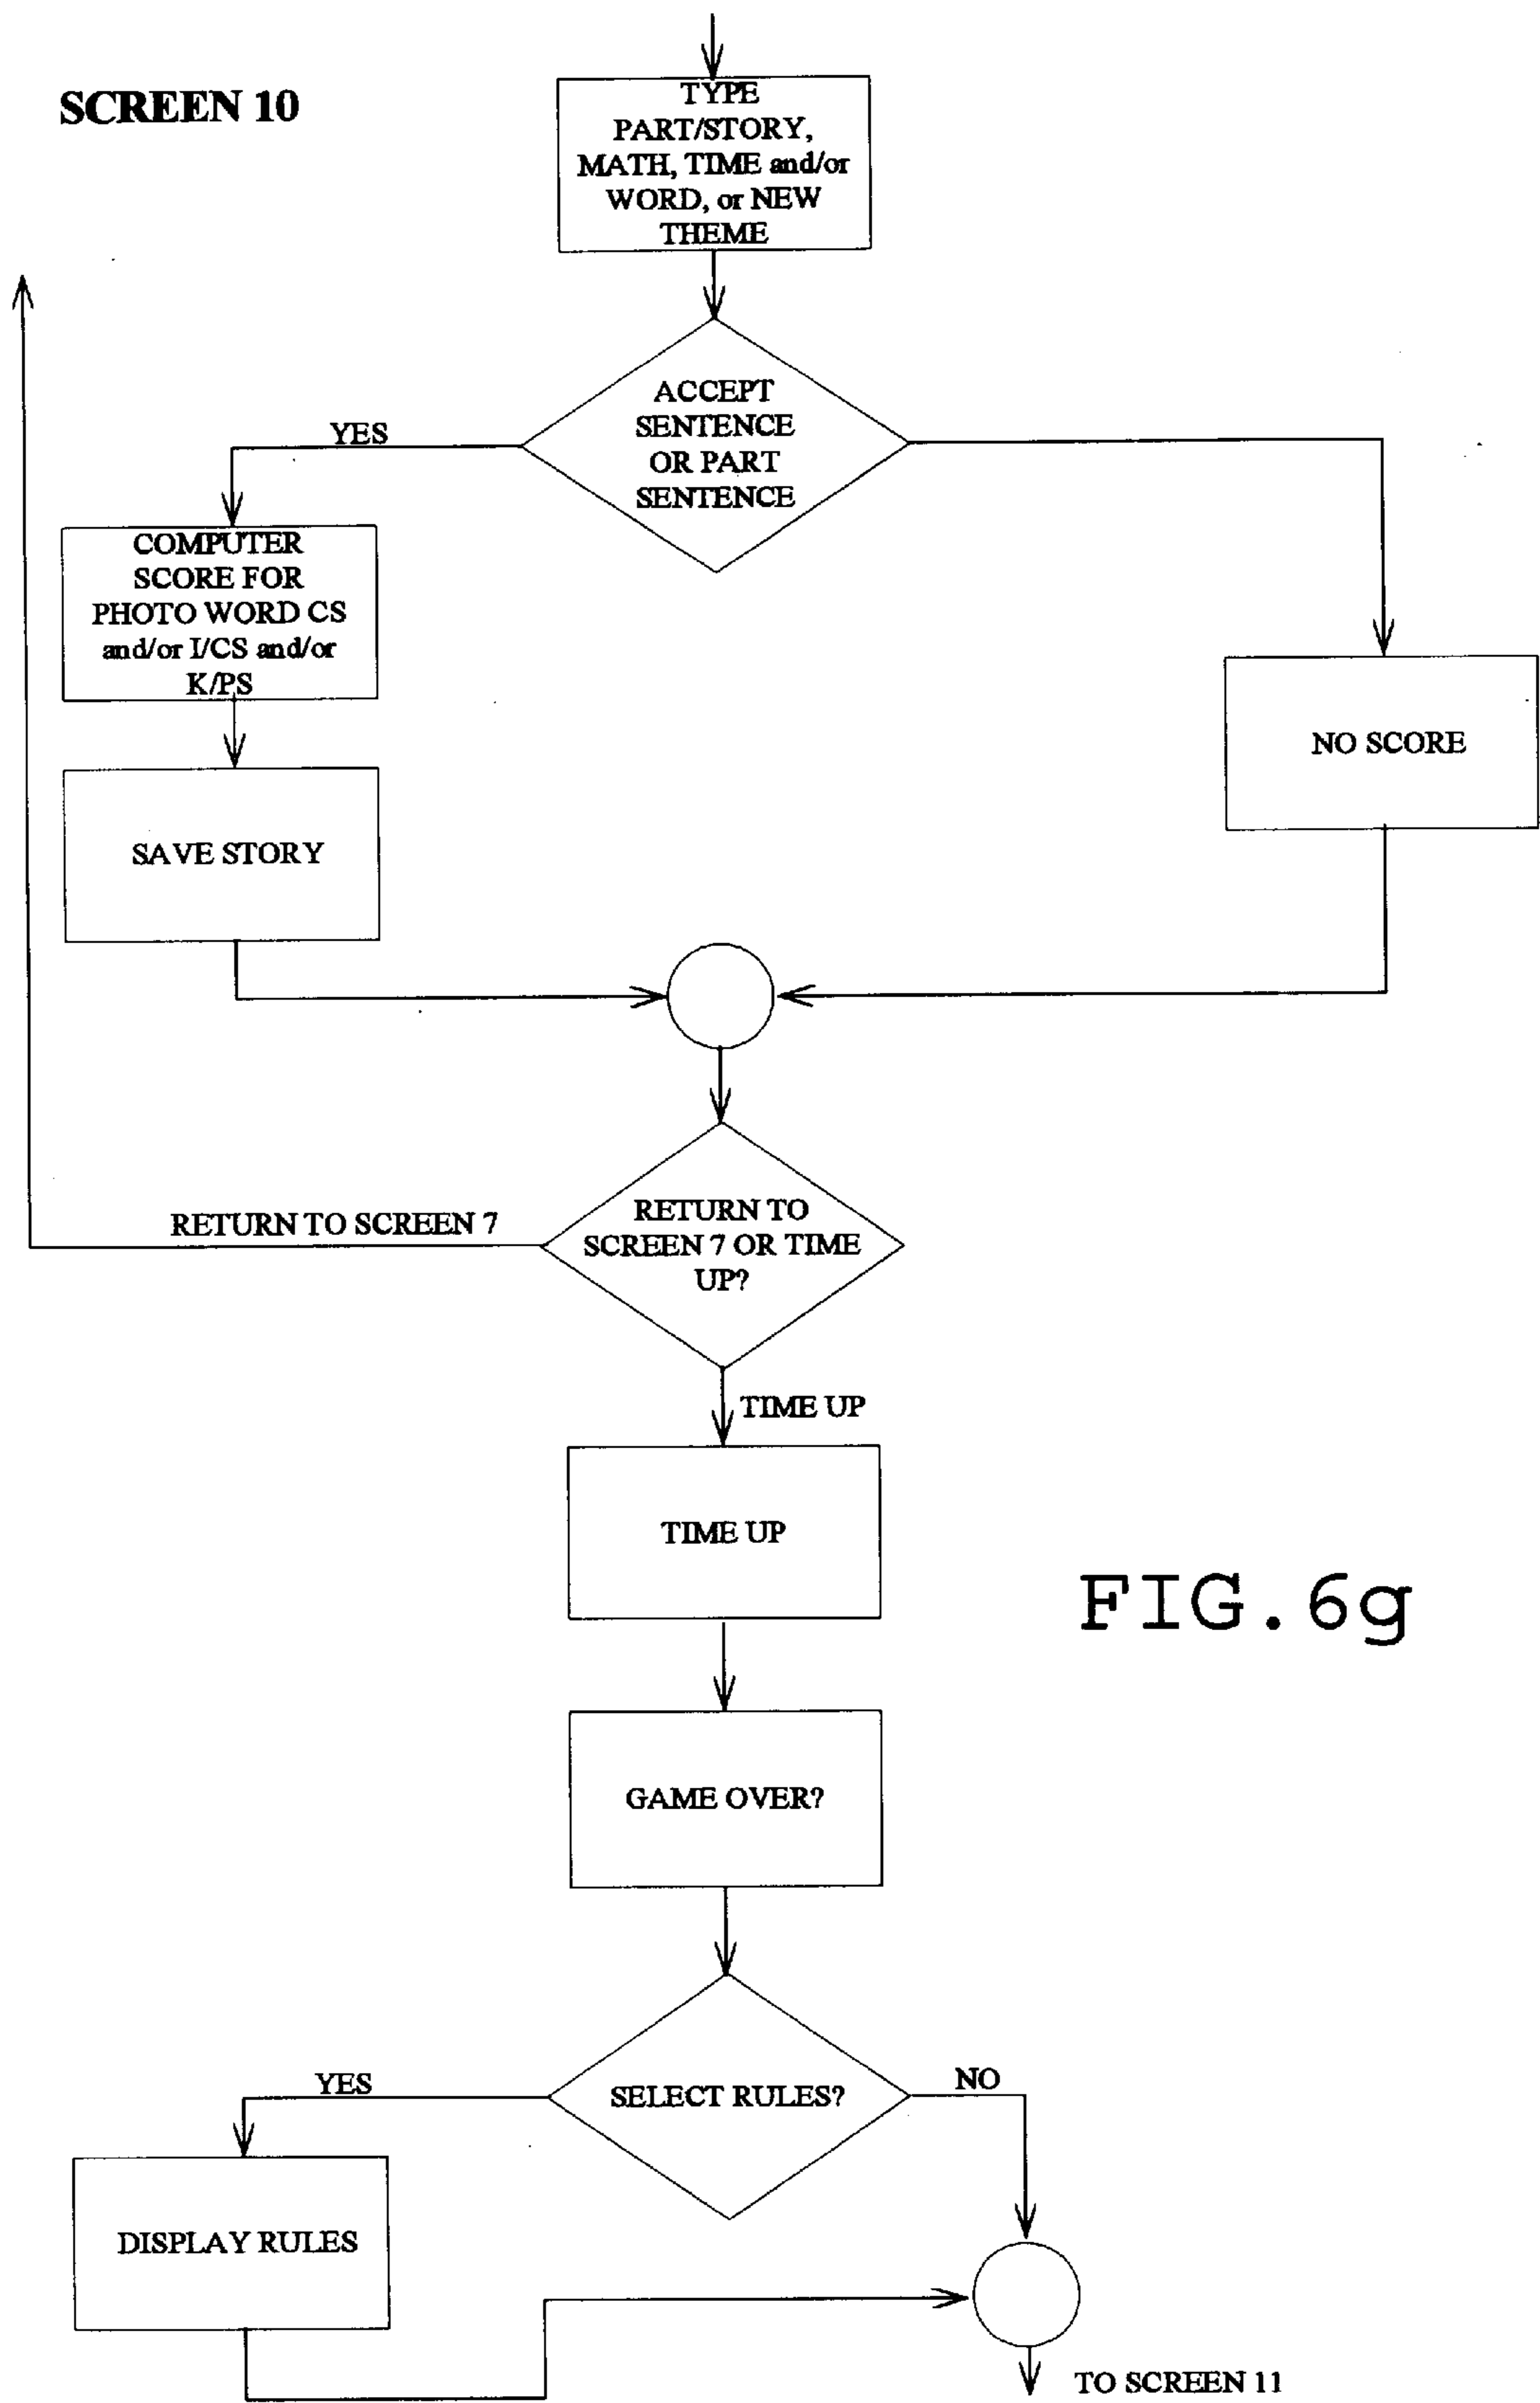 SCREEN 10
TYPE
PART/STORY,
MATH, TIME and/or
WORD, or NEW
THEME
ACCEPT
SENTENCE
OR PART
SENTENCE
YES
COMPUTER
SCORE FOR
PHOTO WORD CS
and/or I/CS and/or
K/PS
NO SCORE
SAVE STORY
RETURN TO SCREEN 7
RETURN TO
SCREEN 7 OR TIME
UP?
TIME UP
TIME UP
FIG. 6g
GAME OVER?
SELECT RULES?
YES
NO
DISPLAY RULES
TO SCREEN 11